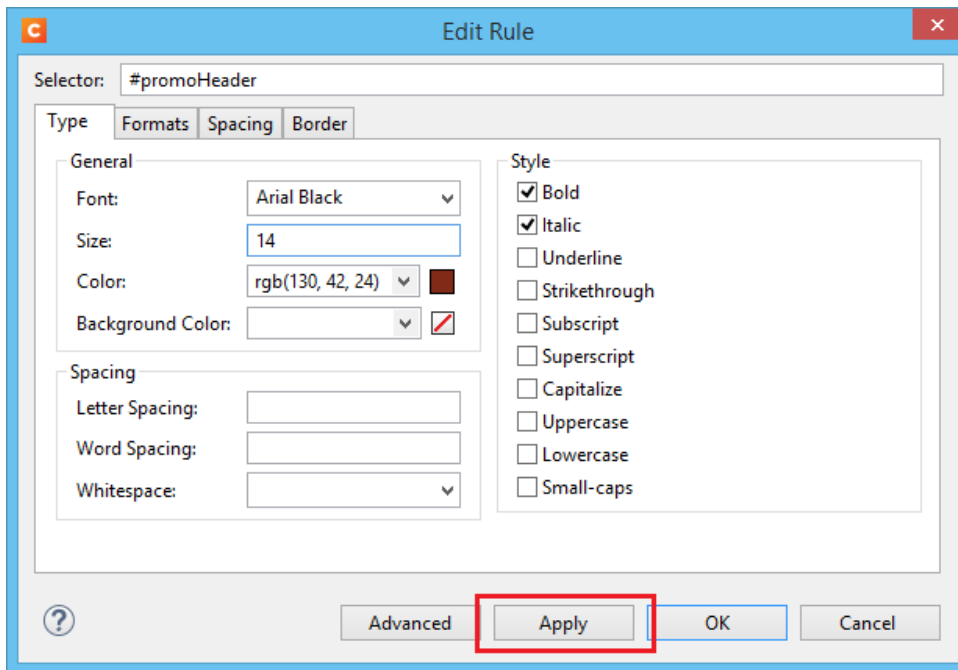 C
Edit Rule
Selector: #promoHeader
Type Formats Spacing Border
General
Font: Arial Black
Size: 14
Color: rgb(130, 42, 24)
Background Color:
Spacing
Letter Spacing:
Word Spacing:
Whitespace:
Style
Bold
Italic
Underline
Strikethrough
Subscript
Superscript
Capitalize
Uppercase
Lowercase
Small-caps
? Advanced Apply OK Cancel